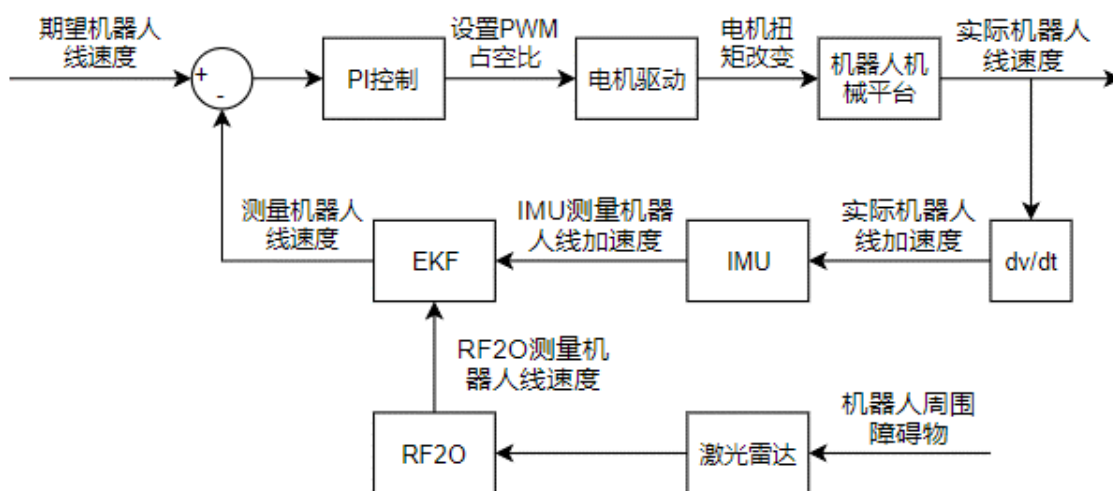 期望机器人
线速度
+
-
PI控制
设置PWM
占空比
电机驱动
电机扭
矩改变
机器人机
械平台
实际机器人
线速度
测量机器人
线速度
EKF
IMU测量机器
人线加速度
IMU
实际机器人
线加速度
dv/dt
RF2O测量机
器人线速度
RF2O
激光雷达
机器人周围
障碍物